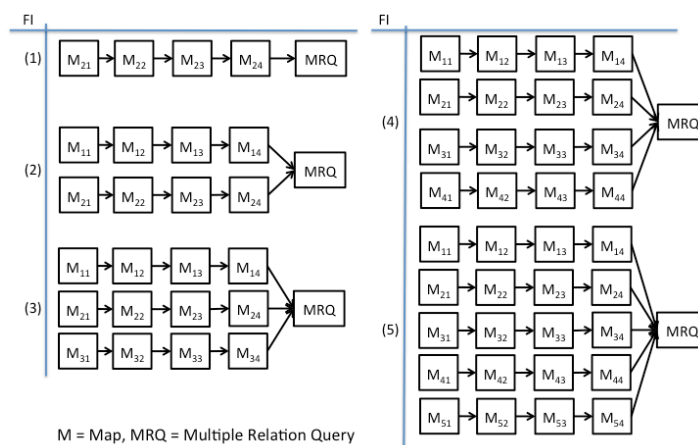 FI
(1)
M21 M22 M23 M24 MRQ
(2)
M11 M12 M13 M14
MRQ
M21 M22 M23 M24
(3)
M11 M12 M13 M14
M21 M22 M23 M24 MRQ
M31 M32 M33 M34
M = Map, MRQ = Multiple Relation Query
FI
(4)
M11 M12 M13 M14
M21 M22 M23 M24
MRQ
M31 M32 M33 M34
M41 M42 M43 M44
(5)
M11 M12 M13 M14
M21 M22 M23 M24
M31 M32 M33 M34 MRQ
M41 M42 M43 M44
M51 M52 M53 M54